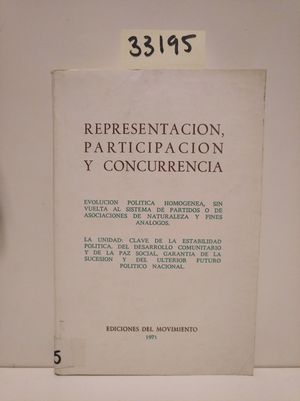 33195
REPRESENTACION,
PARTICIPACION
Y CONCURRENCIA
EVOLUCION POLITICA HOMOGENEA, SIN
VUELTA AL SISTEMA DE PARTIDOS O DE
ASOCIACIONES DE NATURALEZA Y FINES
ANALOGOS.
LA UNIDAD: CLAVE DE LA ESTABILIDAD
POLITICA, DEL DESARROLLO COMUNITARIO
Y DE LA PAZ SOCIAL, GARANTIA DE LA
SUCESION Y DEL ULTERIOR FUTURO
POLITICO NACIONAL.
EDICIONES DEL MOVIMIENTO
1971
5